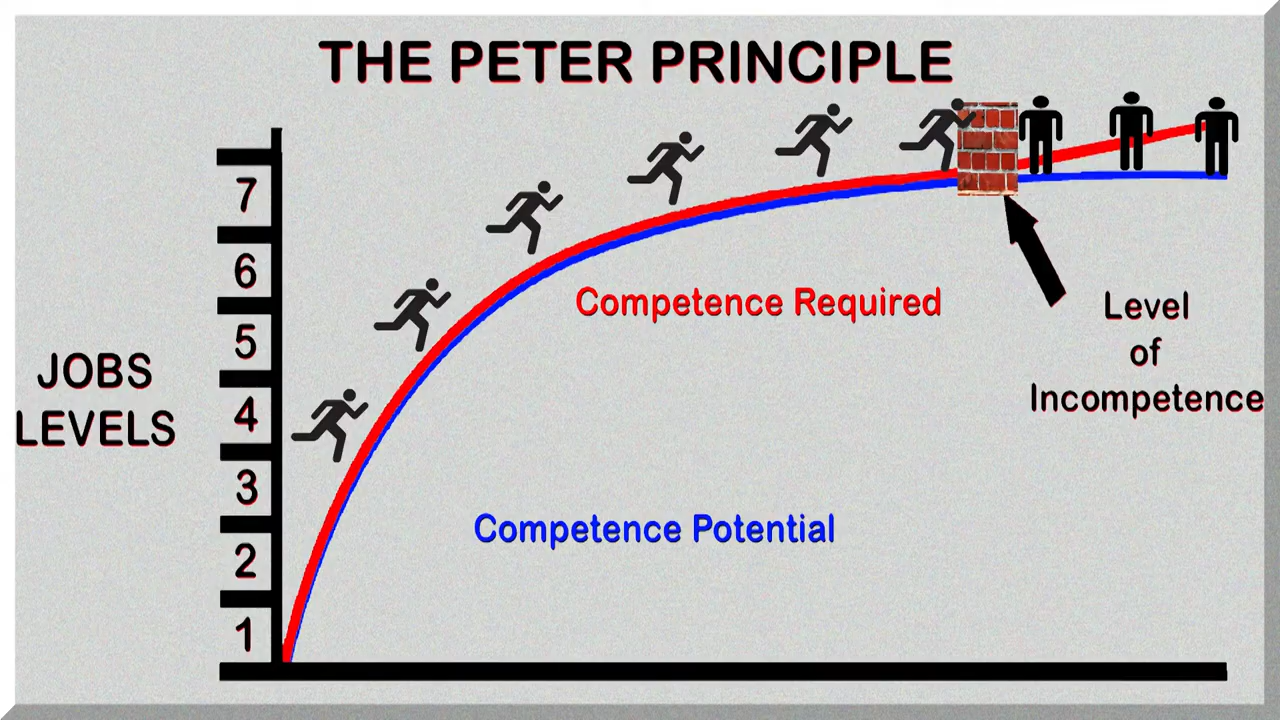 THE PETER PRINCIPLE
7
6
5
4
3
2
1
JOBS
LEVELS
Competence Required
Competence Potential
Level
of
Incompetence